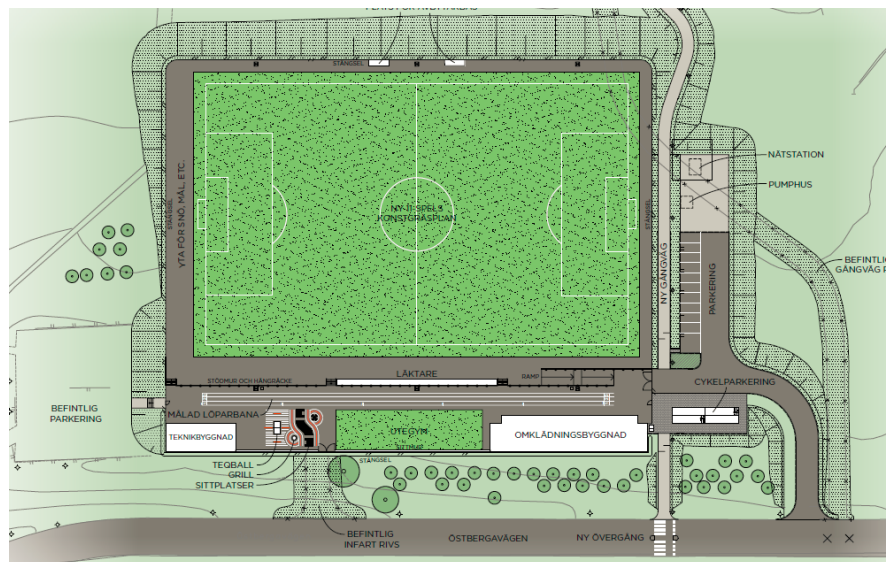 STÄNGSEL
NÄTSTATION
PUMPHUS
YTA FÖR SNÖ, MÅL, ETC.
STÄNGSEL
NY 11-SPELS
KONSTGRÄSPLAN
STÄNGSEL
NY GÅNGVÄG
PARKERING
BEFINTLIG
GÅNGVÄG R
LÄKTARE
RAMP
STÖDMUR OCH HÄNGRÄCKE
CYKELPARKERING
MÅLAD LÖPARBANA
BEFINTLIG
PARKERING
TEKNIKBYGGNAD
UTEGYM
SITTMUR
OMKLÄDNINGSBYGGNAD
STÄNGSEL
TEQBALL
GRILL
SITTPLATSER
BEFINTLIG
INFART RIVS
ÖSTBERGAVÄGEN
NY ÖVERGÅNG